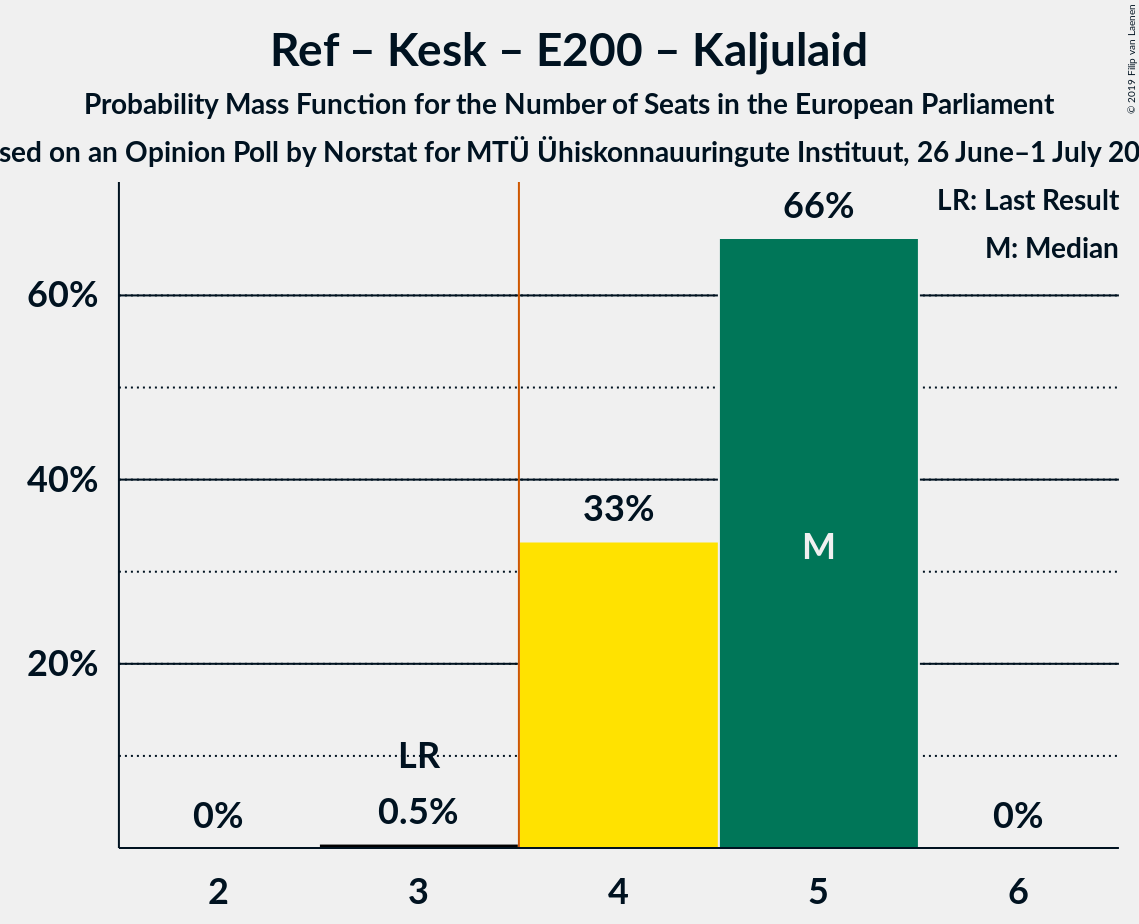 Ref – Kesk – E200 – Kaljulaid
Probability Mass Function for the Number of Seats in the European Parliament
sed on an Opinion Poll by Norstat for MTÜ Ühiskonnauuringute Instituut, 26 June–1 July 20
© 2019 Filip van Laenen
LR: Last Result
M: Median
66%
60%
40%
33%
M
20%
LR
0%
0.5%
0%
2 3 4 5 6